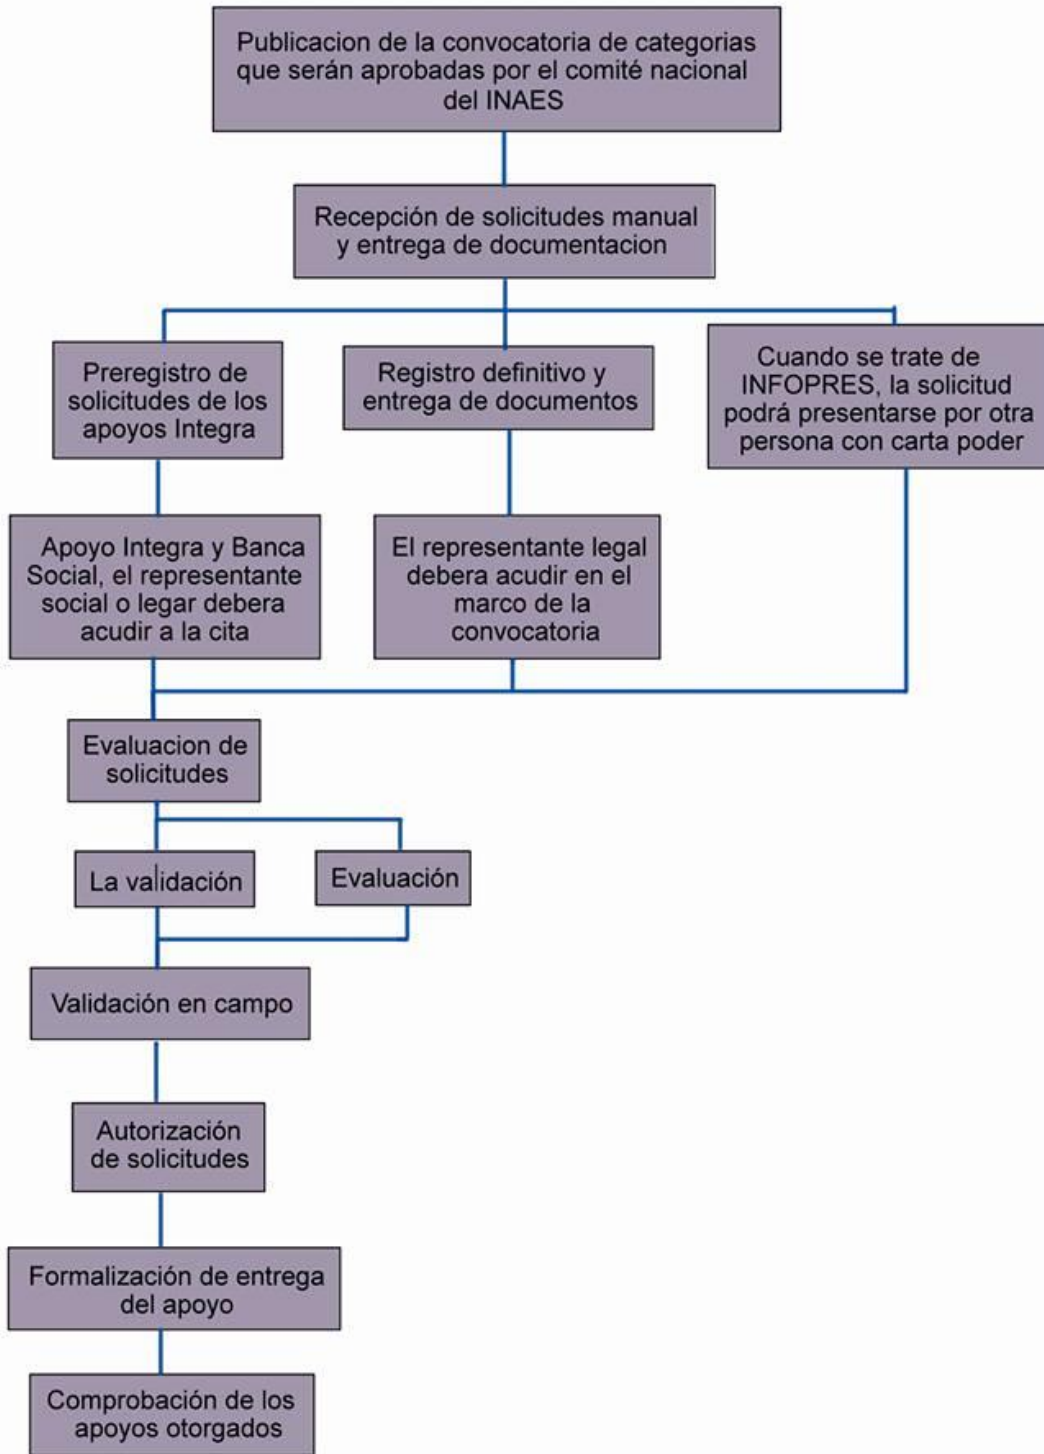 Publicacion de la convocatoria de categorias
que serán aprobadas por el comité nacional
del INAES
Recepción de solicitudes manual
y entrega de documentacion
Preregistro de
solicitudes de los
apoyos Integra
Registro definitivo y
entrega de documentos
Cuando se trate de
INFOPRES, la solicitud
podrá presentarse por otra
persona con carta poder
Apoyo Integra y Banca
Social, el representante
social o legar debera
acudir a la cita
El representante legal
debera acudir en el
marco de la
convocatoria
Evaluacion de
solicitudes
La validación
Evaluación
Validación en campo
Autorización
de solicitudes
Formalización de entrega
del apoyo
Comprobación de los
apoyos otorgados